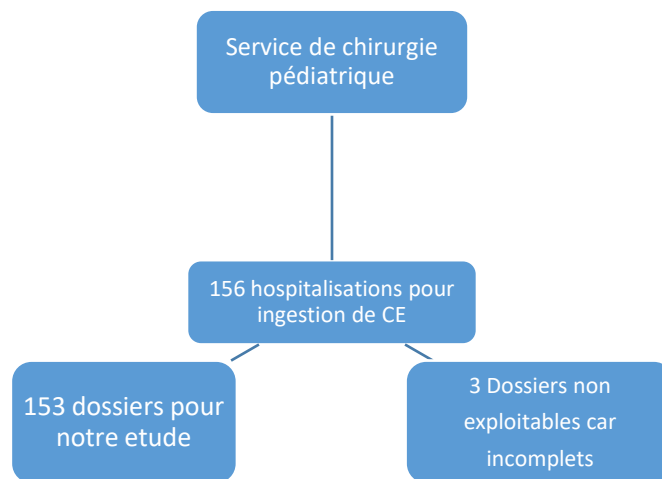 Service de chirurgie
pédiatrique
156 hospitalisations pour
ingestion de CE
153 dossiers pour
notre etude
3 Dossiers non
exploitables car
incomplets